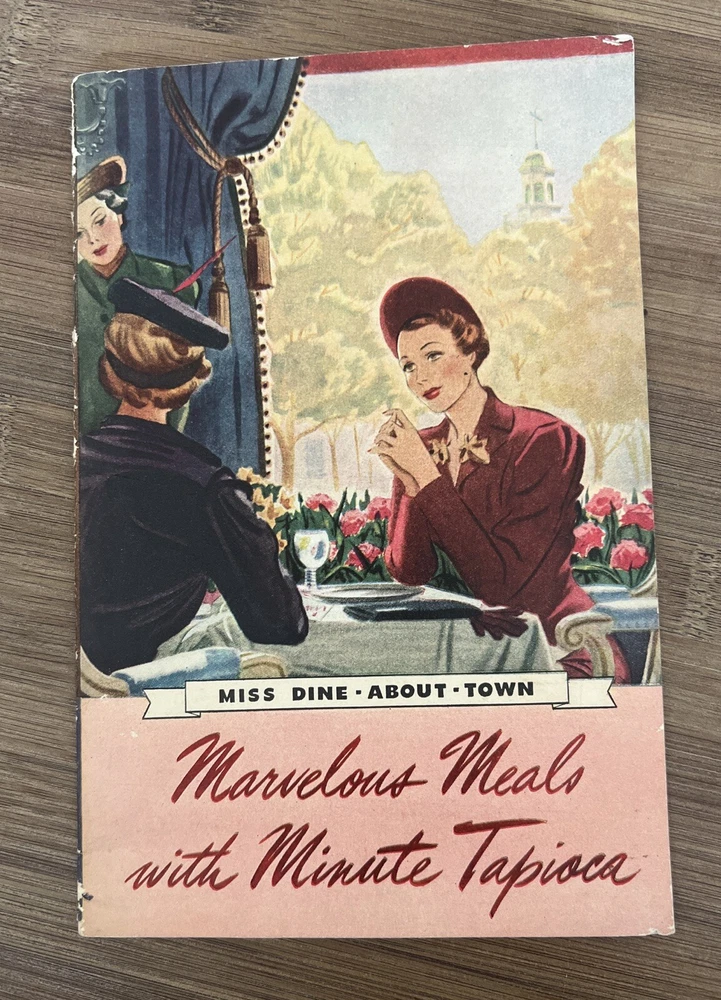 MISS DINE-ABOUT-TOWN
Marvelous Meals
with Minute Tapioca